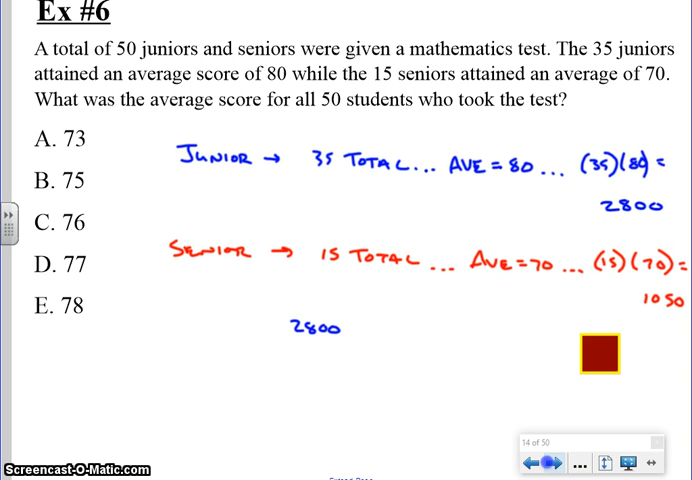 Ex #6
A total of 50 juniors and seniors were given a mathematics test. The 35 juniors
attained an average score of 80 while the 15 seniors attained an average of 70.
What was the average score for all 50 students who took the test?
A. 73
JUNIOR → 35 TOTAL... AVE = 80 ... (35)(80) =
B. 75
2800
C. 76
SENIOR → 15 TOTAL ... AVE = 70 ... (15)(70) =
D. 77
1050
E. 78
2800
14 of 50
Screencast-O-Matic.com